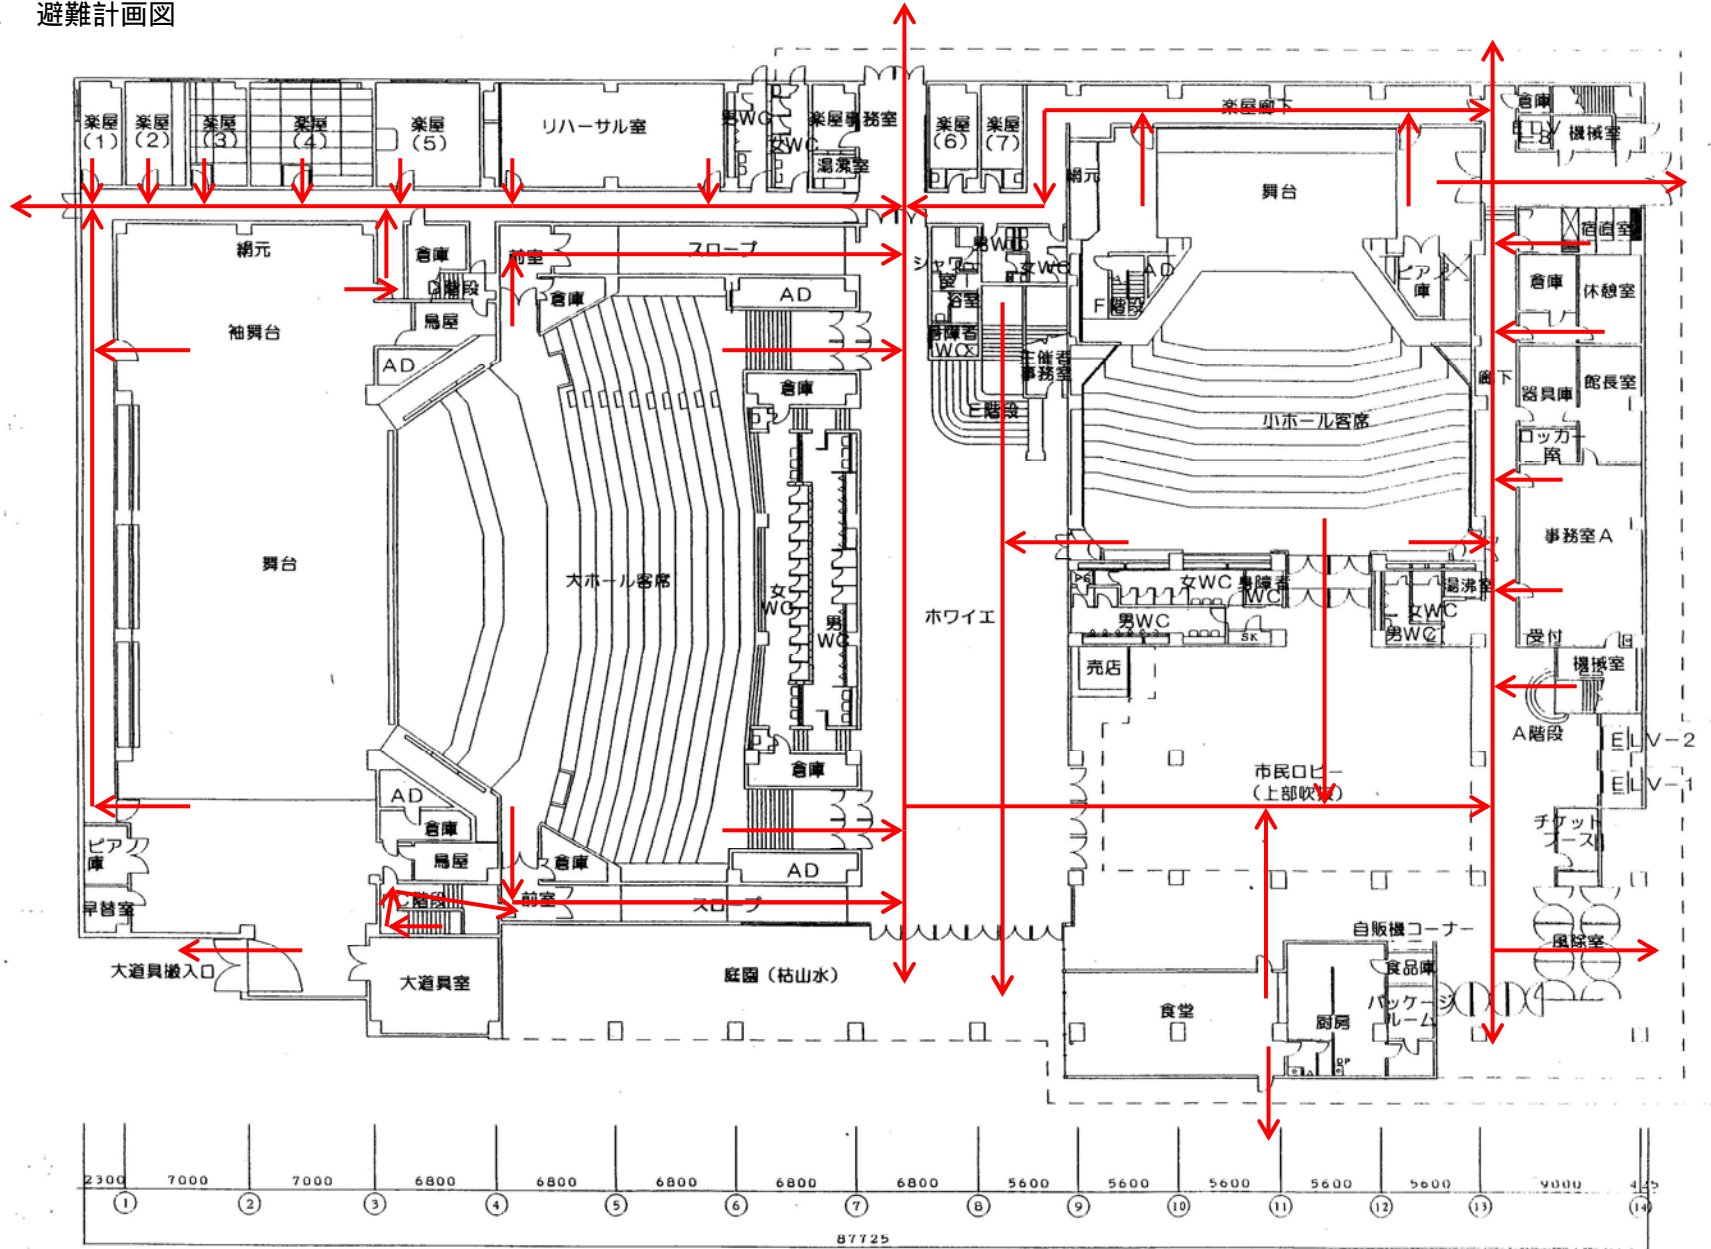 避難計画図
楽屋
(1)
楽屋
(2)
楽屋
(3)
楽屋
(4)
楽屋
(5)
リハーサル室
男WC
女WC
楽屋事務室
湯沸室
楽屋
(6)
楽屋
(7)
楽屋廊下
倉庫
機械室
網元
倉庫
前室
スロープ
D階段
鳥屋
倉庫
AD
袖舞台
AD
倉庫
男WC
女WC
シャワー
室
浴室
身障者
WC
主催者
事務室
E階段
網元
舞台
AD
F階段
ピアノ
庫
宿直室
倉庫
休憩室
廊下
器具庫
館長室
ロッカー
室
小ホール客席
舞台
大ホール客席
女
WC
男
WC
ホワイエ
事務室A
女WC
身障者
WC
男WC
SK
湯沸室
女WC
男WC
受付
機械室
売店
A階段
ELV-2
ELV-1
市民ロビー
(上部吹抜)
チケット
ブース
倉庫
AD
倉庫
鳥屋
倉庫
AD
ピアノ
庫
早替室
C階段
前室
スロープ
大道具搬入口
大道具室
庭園(枯山水)
自販機コーナー
風除室
食品庫
パッケージ
ルーム
食堂
厨房
2300 7000 7000 6800 6800 6800 6800 6800 5600 5600 5600 5600 5600 9000
① ② ③ ④ ⑤ ⑥ ⑦ ⑧ ⑨ ⑩ ⑪ ⑫ ⑬ ⑭
87725